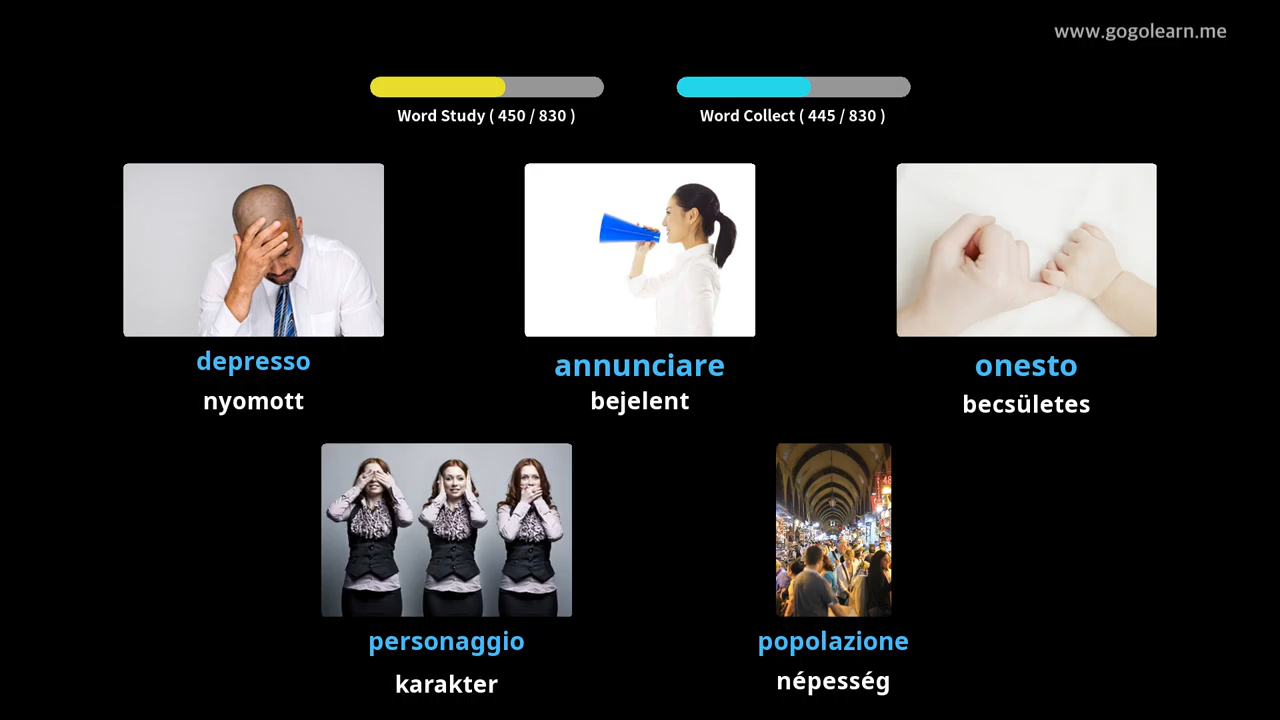 www.gogolearn.me
Word Study ( 450 / 830 )
Word Collect ( 445 / 830 )
depresso
nyomott
annunciare
bejelent
onesto
becsületes
personaggio
karakter
popolazione
népesség